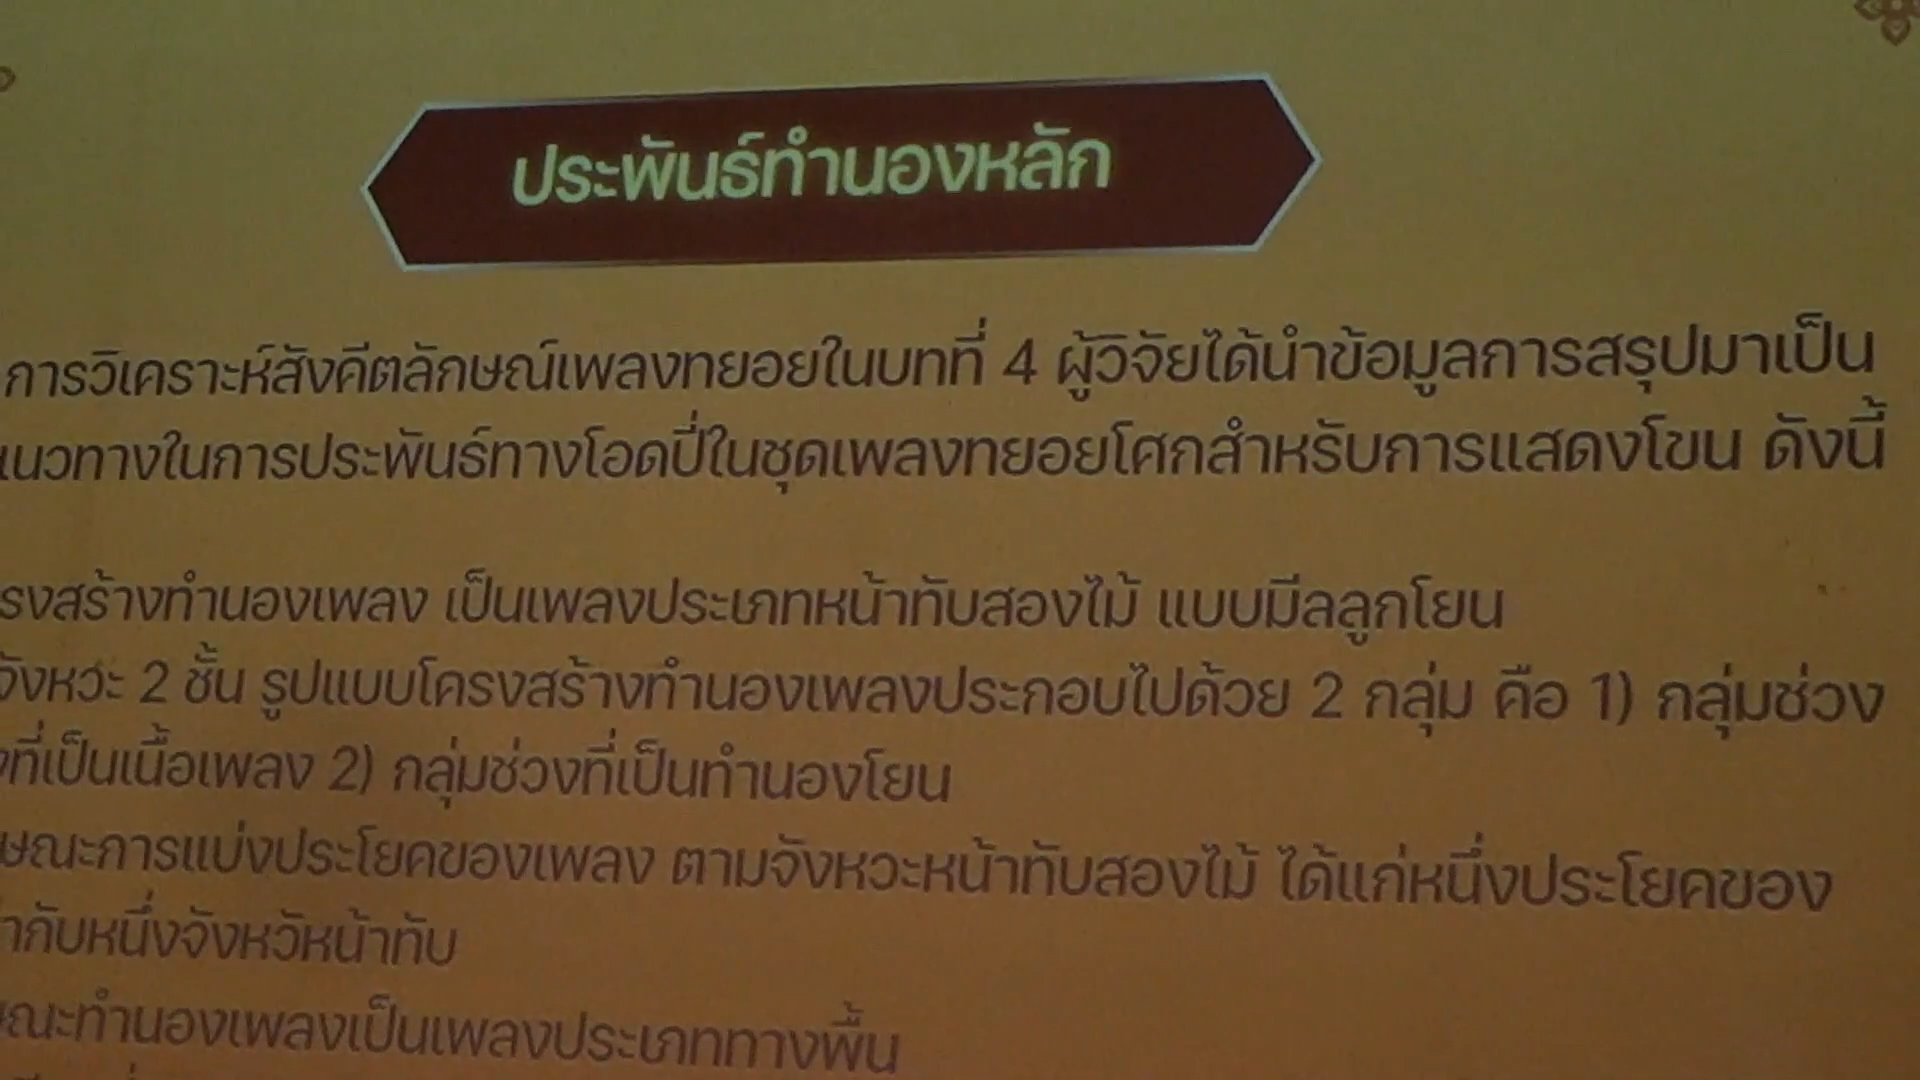 ประพันธ์ทำนองหลัก
การวิเคราะห์สังคีตลักษณ์เพลงทยอยในบทที่ 4 ผู้วิจัยได้นำข้อมูลการสรุปมาเป็น
แนวทางในการประพันธ์ทางโอดปี่ในชุดเพลงทยอยโศกสำหรับการแสดงโขน ดังนี้
รงสร้างทำนองเพลง เป็นเพลงประเภทหน้าทับสองไม้ แบบมีลลูกโยน
จังหวะ 2 ชั้น รูปแบบโครงสร้างทำนองเพลงประกอบไปด้วย 2 กลุ่ม คือ 1) กลุ่มช่วง
ที่เป็นเนื้อเพลง 2) กลุ่มช่วงที่เป็นทำนองโยน
ษณะการแบ่งประโยคของเพลง ตามจังหวะหน้าทับสองไม้ ได้แก่หนึ่งประโยคของ
ากับหนึ่งจังหวัหน้าทับ
ษณะทำนองเพลงเป็นเพลงประเภททางพื้น